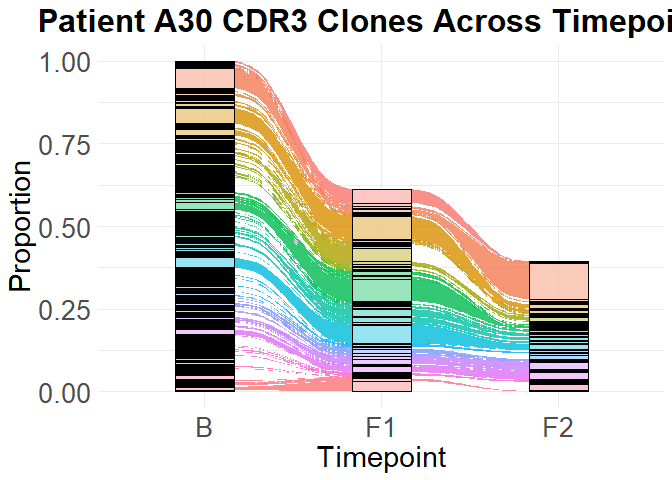 Patient A30 CDR3 Clones Across Timepoi
1.00
0.75
0.50
0.25
0.00
Proportion
B F1 F2
Timepoint